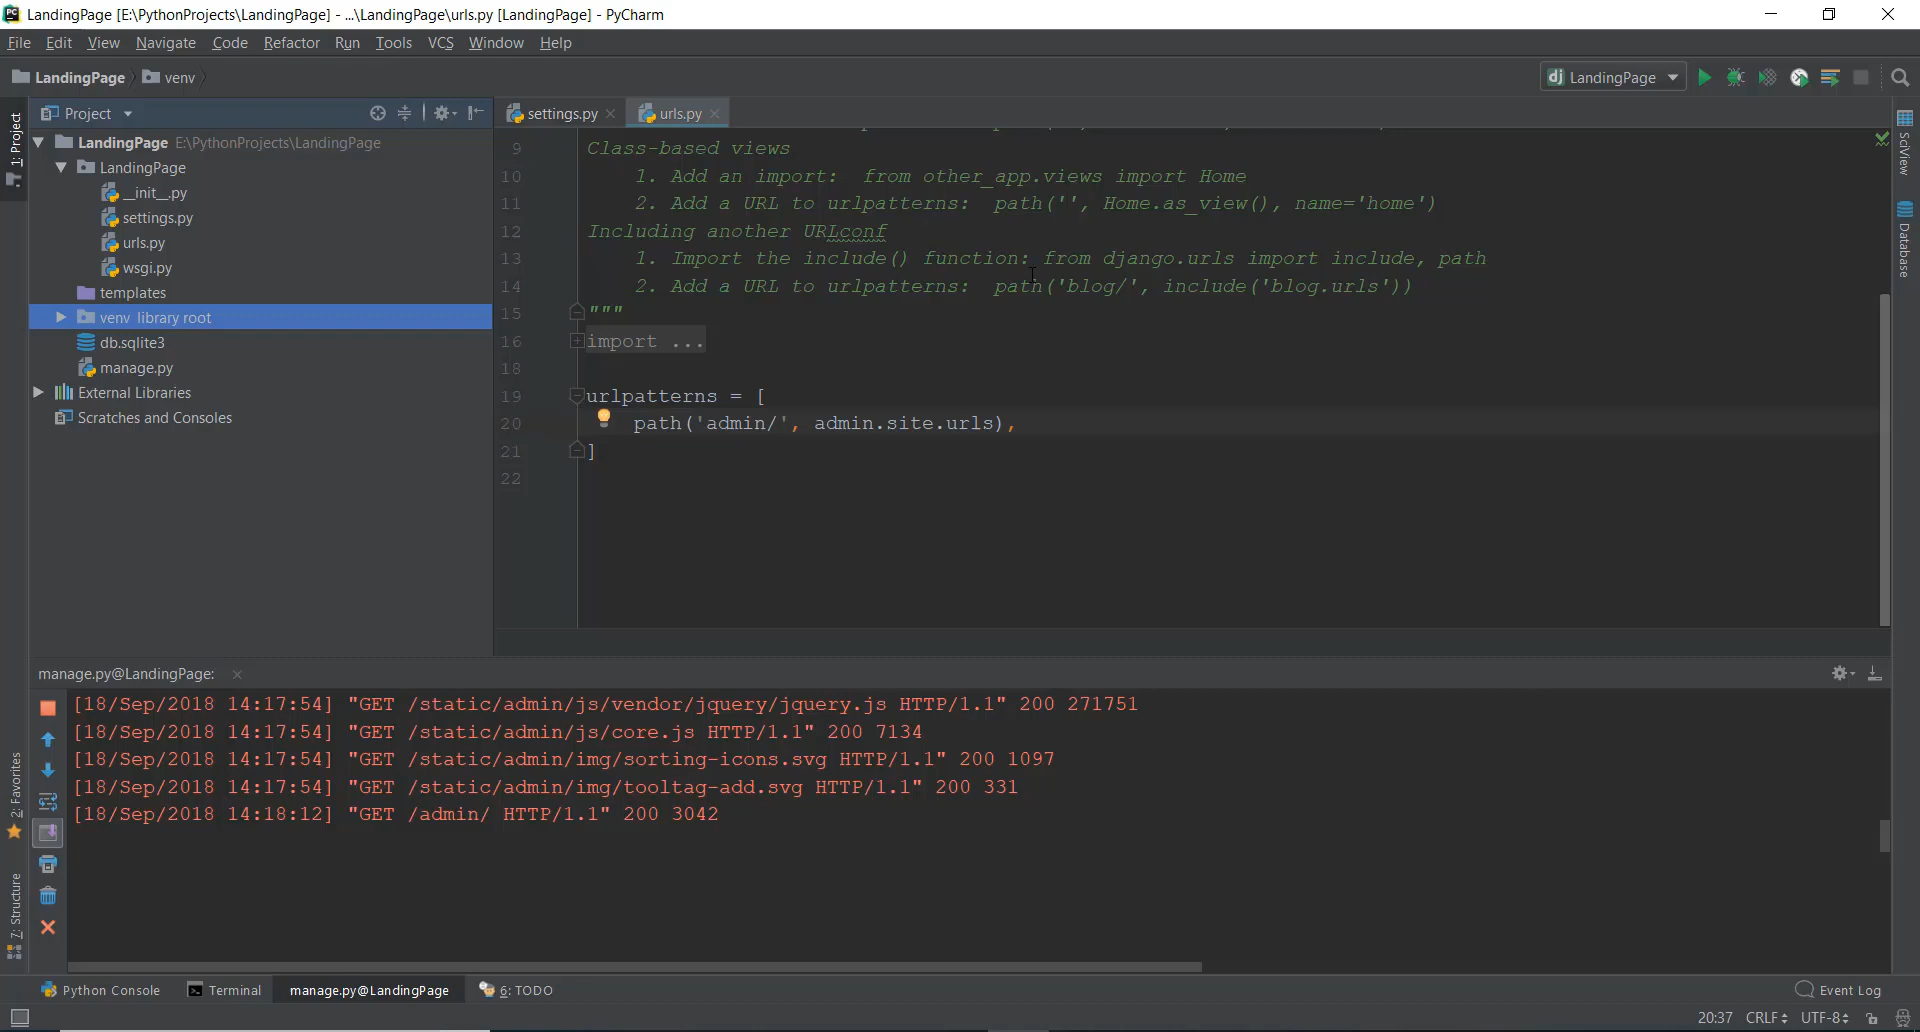 PC LandingPage [E:\PythonProjects\LandingPage] - ...\LandingPage\urls.py [LandingPage] - PyCharm
File Edit View Navigate Code Refactor Run Tools VCS Window Help
LandingPage venv
dj LandingPage
Project
settings.py
urls.py
1: Project
2: Favorites
7: Structure
SciView
Database
LandingPage E:\PythonProjects\LandingPage
LandingPage
__init__.py
settings.py
urls.py
wsgi.py
templates
venv library root
db.sqlite3
manage.py
External Libraries
Scratches and Consoles
9 Class-based views
10 1. Add an import: from other_app.views import Home
11 2. Add a URL to urlpatterns: path('', Home.as_view(), name='home')
12 Including another URLconf
13 1. Import the include() function: from django.urls import include, path
14 2. Add a URL to urlpatterns: path('blog/', include('blog.urls'))
15 """
16 import ...
18
19 urlpatterns = [
20 path('admin/', admin.site.urls),
21 ]
22
manage.py@LandingPage:
[18/Sep/2018 14:17:54] "GET /static/admin/js/vendor/jquery/jquery.js HTTP/1.1" 200 271751
[18/Sep/2018 14:17:54] "GET /static/admin/js/core.js HTTP/1.1" 200 7134
[18/Sep/2018 14:17:54] "GET /static/admin/img/sorting-icons.svg HTTP/1.1" 200 1097
[18/Sep/2018 14:17:54] "GET /static/admin/img/tooltag-add.svg HTTP/1.1" 200 331
[18/Sep/2018 14:18:12] "GET /admin/ HTTP/1.1" 200 3042
Python Console Terminal manage.py@LandingPage 6: TODO Event Log
20:37 CRLF UTF-8